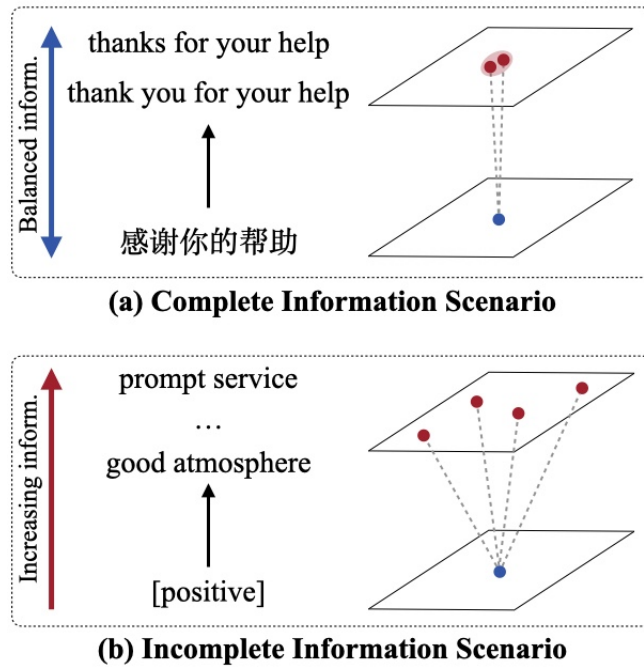 Balanced inform.
thanks for your help
thank you for your help
感谢你的帮助
(a) Complete Information Scenario
Increasing inform.
prompt service
...
good atmosphere
[positive]
(b) Incomplete Information Scenario